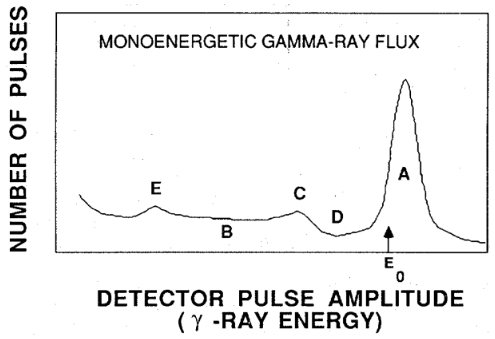 MONOENERGETIC GAMMA-RAY FLUX
NUMBER OF PULSES
A
E
C
D
B
E0
DETECTOR PULSE AMPLITUDE
( γ -RAY ENERGY)